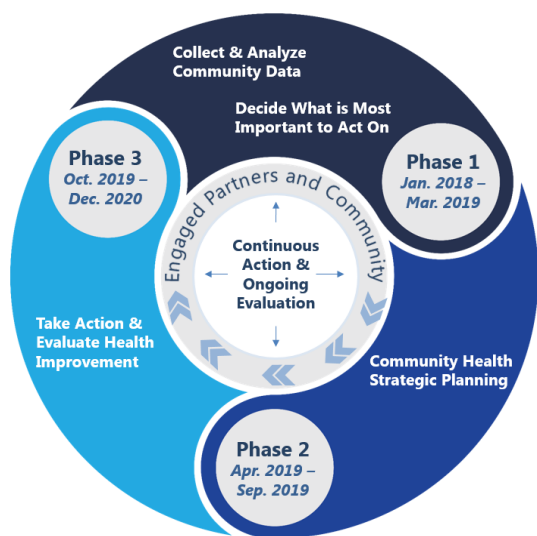 Collect & Analyze
Community Data
Decide What is Most
Important to Act On
Phase 1
Jan. 2018 –
Mar. 2019
Phase 3
Oct. 2019 –
Dec. 2020
Engaged Partners and Community
Continuous
Action &
Ongoing
Evaluation
Take Action &
Evaluate Health
Improvement
Community Health
Strategic Planning
Phase 2
Apr. 2019 –
Sep. 2019